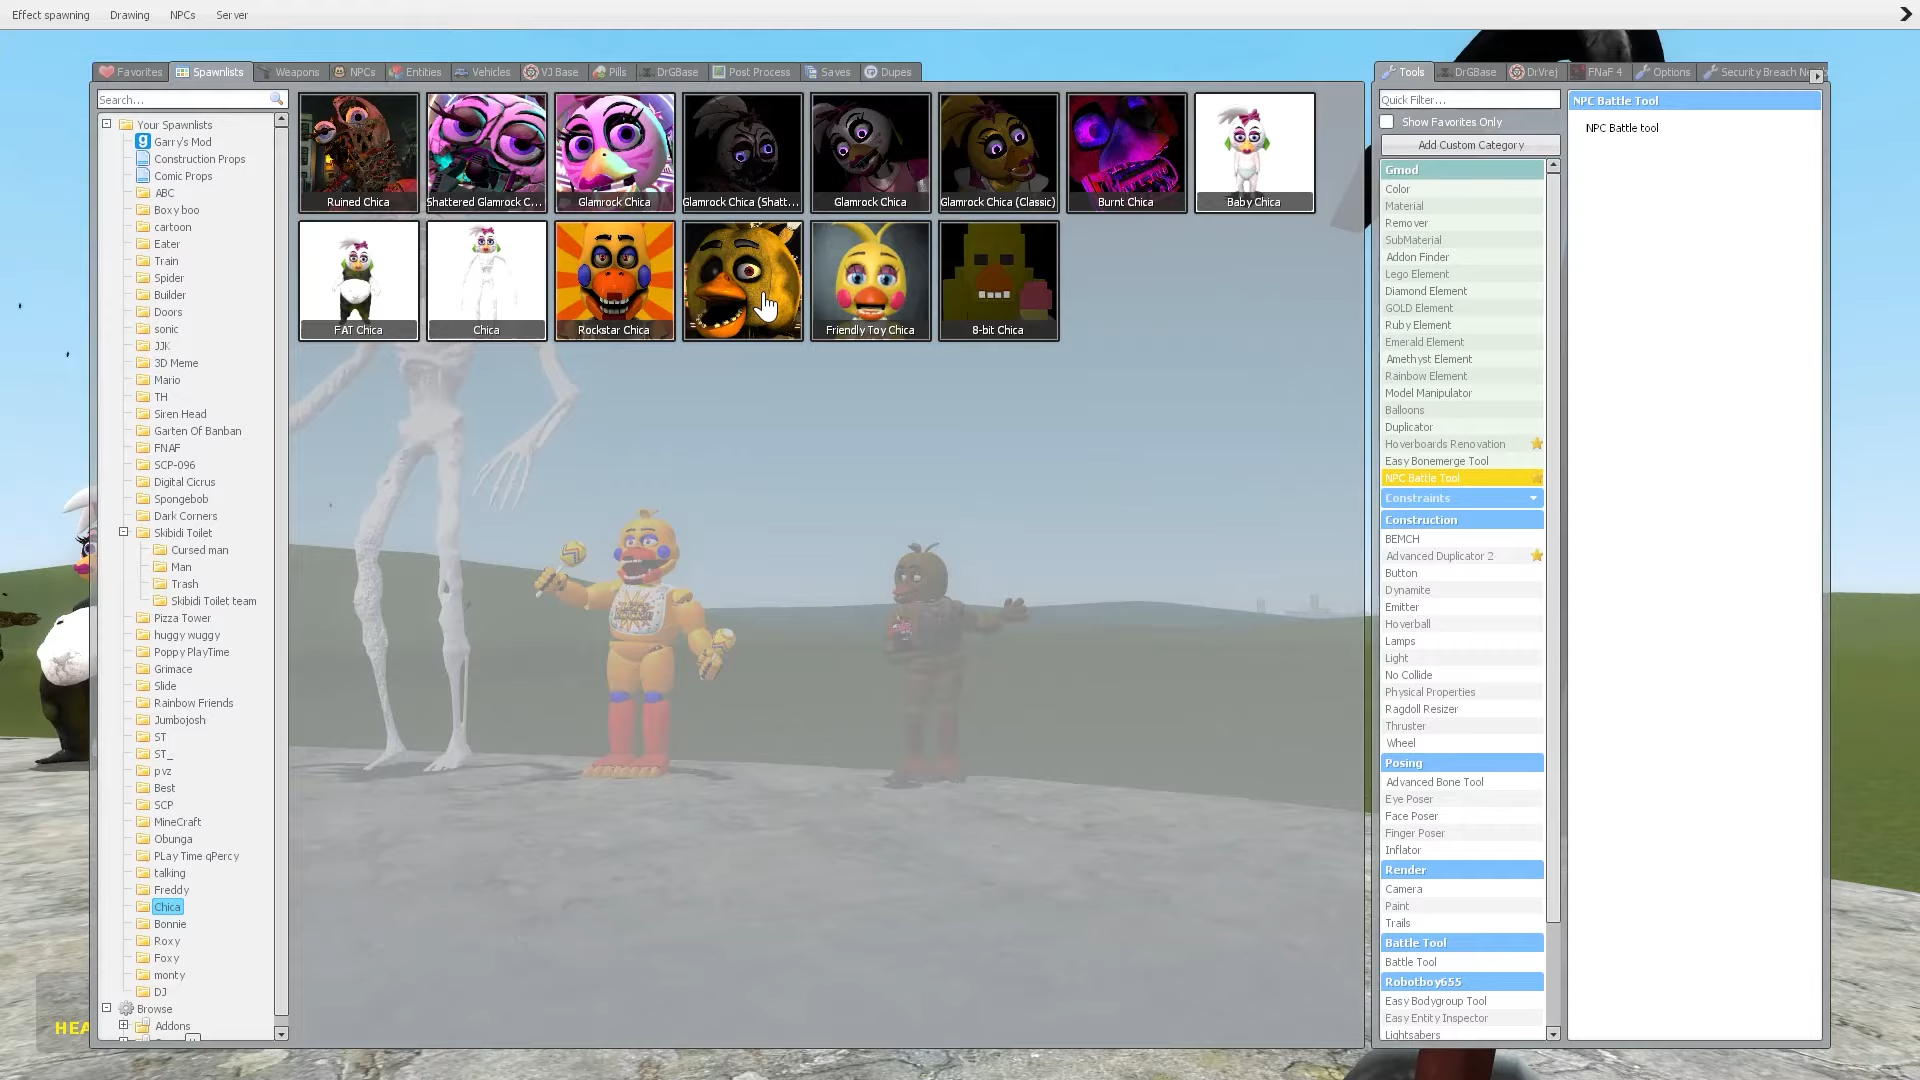 Effect spawning Drawing NPCs Server
Favorites Spawnlists Weapons NPCs Entities Vehicles VJ Base Pills DrGBase Post Process Saves Dupes
Search...
Your Spawnlists
Garry's Mod
Construction Props
Comic Props
ABC
Boxy boo
cartoon
Eater
Train
Spider
Builder
Doors
sonic
JJK
3D Meme
Mario
TH
Siren Head
Garten Of Banban
FNAF
SCP-096
Digital Cicrus
Spongebob
Dark Corners
Skibidi Toilet
Cursed man
Man
Trash
Skibidi Toilet team
Pizza Tower
huggy wuggy
Poppy PlayTime
Grimace
Slide
Rainbow Friends
Jumbojosh
ST
ST_
pvz
Best
SCP
MineCraft
Obunga
PLay Time qPercy
talking
Freddy
Chica
Bonnie
Roxy
Foxy
monty
DJ
Browse
Addons
HEA
Ruined Chica Shattered Glamrock C... Glamrock Chica Glamrock Chica (Shatt... Glamrock Chica Glamrock Chica (Classic) Burnt Chica Baby Chica
FAT Chica Chica Rockstar Chica Friendly Toy Chica 8-bit Chica
Tools DrGBase DrVrej FNaF 4 Options Security Breach
Quick Filter...
Show Favorites Only
Add Custom Category
Gmod
Color
Material
Remover
SubMaterial
Addon Finder
Lego Element
Diamond Element
GOLD Element
Ruby Element
Emerald Element
Amethyst Element
Rainbow Element
Model Manipulator
Balloons
Duplicator
Hoverboards Renovation
Easy Bonemerge Tool
NPC Battle Tool
Constraints
Construction
BEMCH
Advanced Duplicator 2
Button
Dynamite
Emitter
Hoverball
Lamps
Light
No Collide
Physical Properties
Ragdoll Resizer
Thruster
Wheel
Posing
Advanced Bone Tool
Eye Poser
Face Poser
Finger Poser
Inflator
Render
Camera
Paint
Trails
Battle Tool
Battle Tool
Robotboy655
Easy Bodygroup Tool
Easy Entity Inspector
Lightsabers
NPC Battle Tool
NPC Battle tool